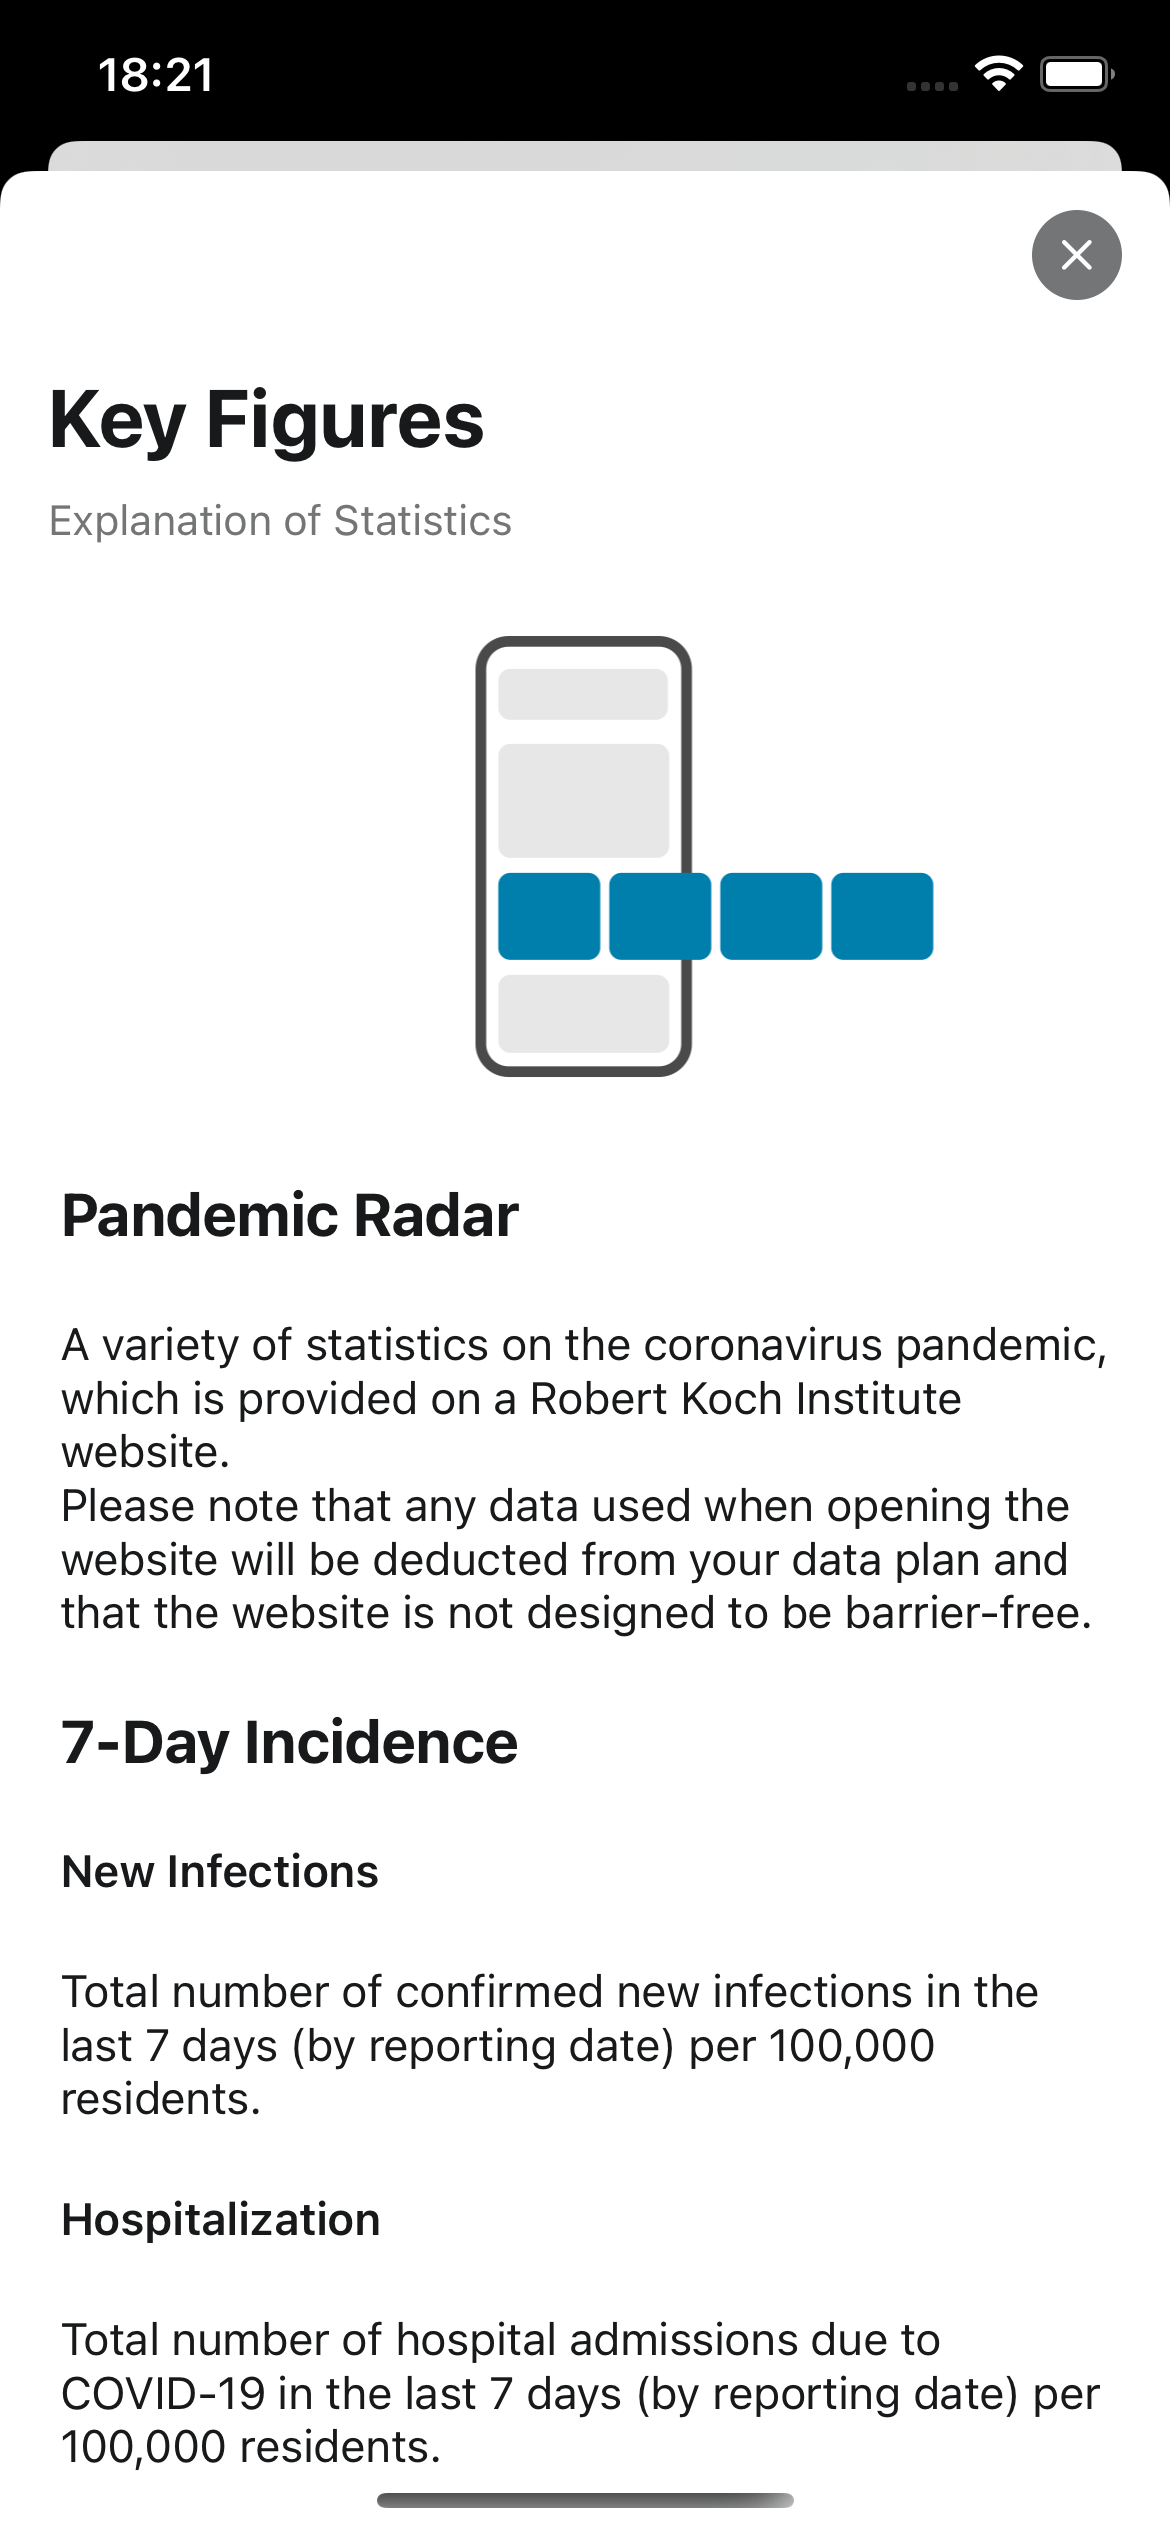 18:21
Key Figures
Explanation of Statistics
Pandemic Radar
A variety of statistics on the coronavirus pandemic,
which is provided on a Robert Koch Institute
website.
Please note that any data used when opening the
website will be deducted from your data plan and
that the website is not designed to be barrier-free.
7-Day Incidence
New Infections
Total number of confirmed new infections in the
last 7 days (by reporting date) per 100,000
residents.
Hospitalization
Total number of hospital admissions due to
COVID-19 in the last 7 days (by reporting date) per
100,000 residents.